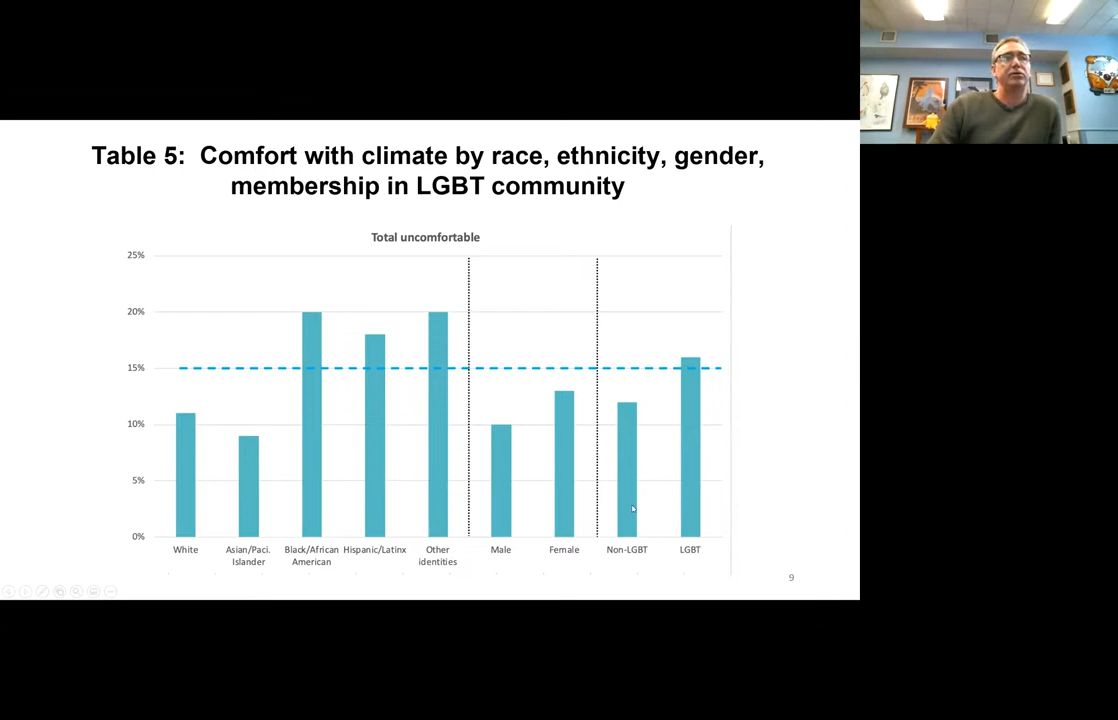 Table 5: Comfort with climate by race, ethnicity, gender,
membership in LGBT community
Total uncomfortable
25%
20%
15%
10%
5%
0%
White
Asian/Paci.
Islander
Black/African
American
Hispanic/Latinx
Other
identities
Male
Female
Non-LGBT
LGBT
9